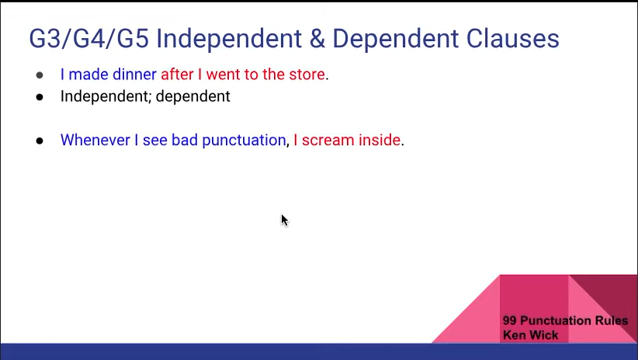 G3/G4/G5 Independent & Dependent Clauses
I made dinner after I went to the store.
Independent; dependent
Whenever I see bad punctuation, I scream inside.
99 Punctuation Rules
Ken Wick